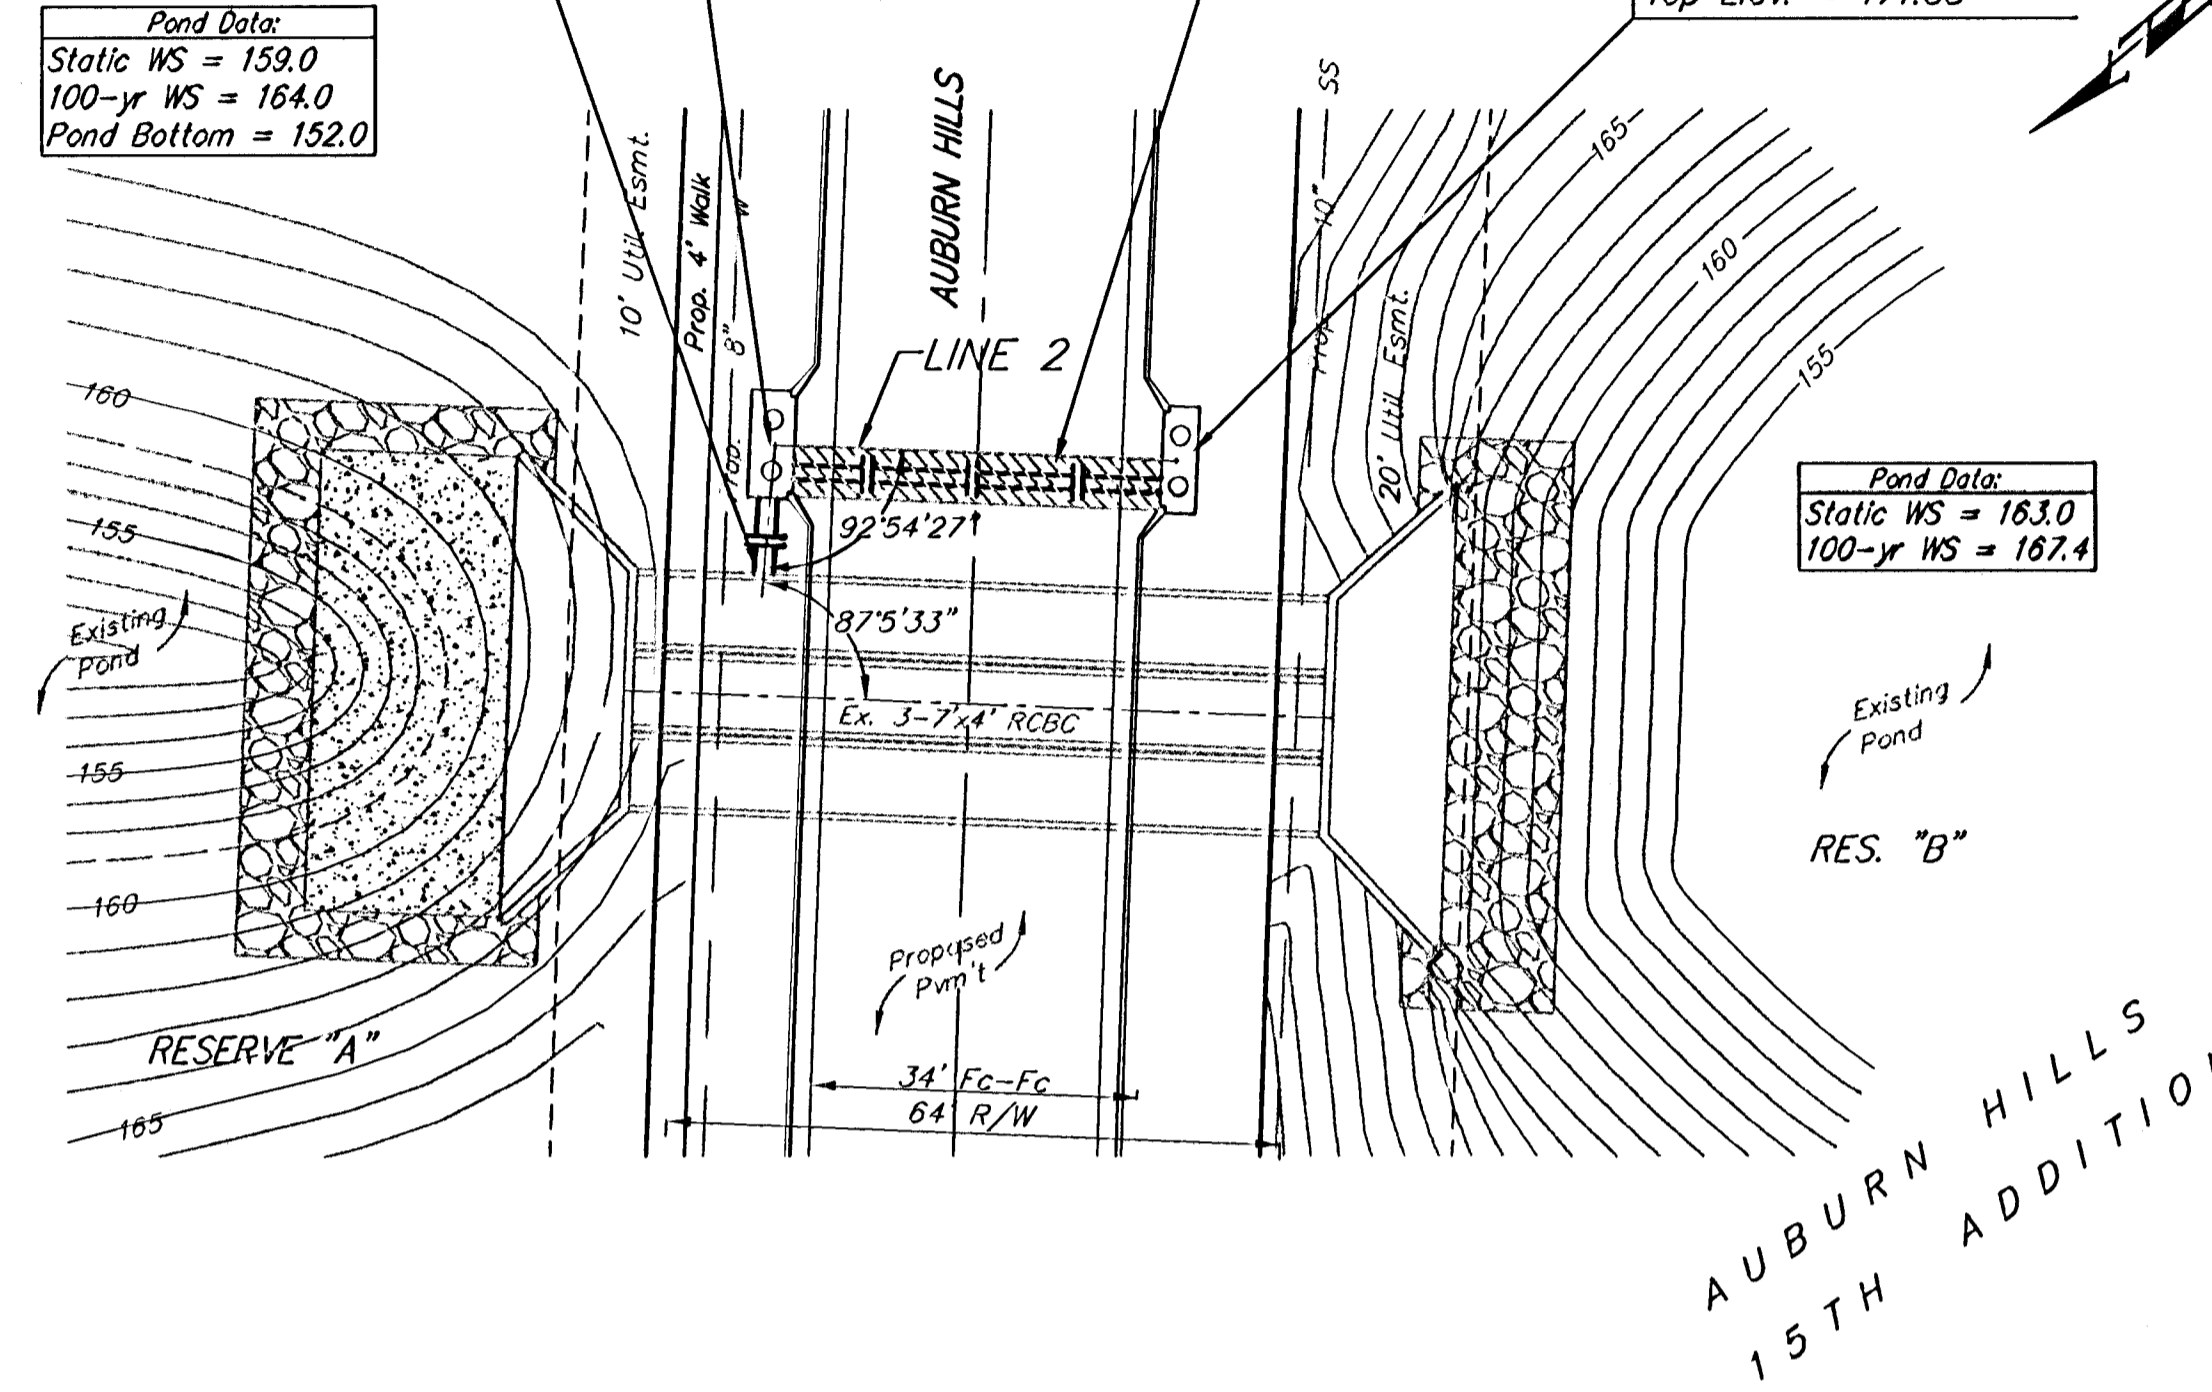 Pond Data:
Static WS = 159.0
100-yr WS = 164.0
Pond Bottom = 152.0
10' Util. Esmt.
Prop. 4' Walk
8"
W
AUBURN HILLS
SS
Prop. 10"
20' Util Esmt.
165
160
155
LINE 2
92°54'27"
87°5'33"
Ex. 3-7'x4' RCBC
160
155
Existing
Pond
155
160
RESERVE "A"
165
Pond Data:
Static WS = 163.0
100-yr WS = 167.4
Existing
Pond
RES. "B"
Proposed
Pvm't
34' Fc-Fc
64' R/W
AUBURN HILLS
15TH